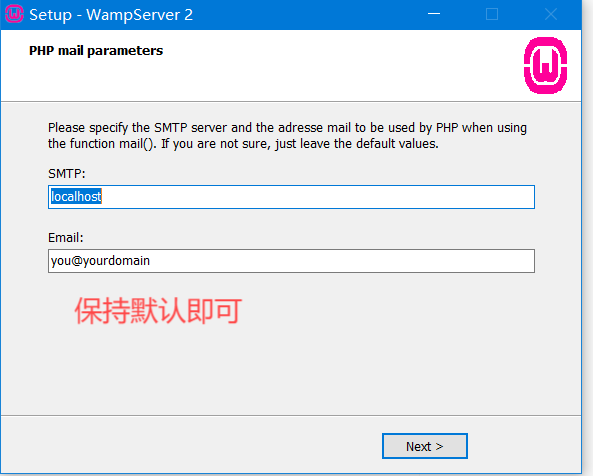 Setup - WampServer 2
PHP mail parameters
Please specify the SMTP server and the adresse mail to be used by PHP when using
the function mail(). If you are not sure, just leave the default values.
SMTP:
localhost
Email:
you@yourdomain
保持默认即可
Next >